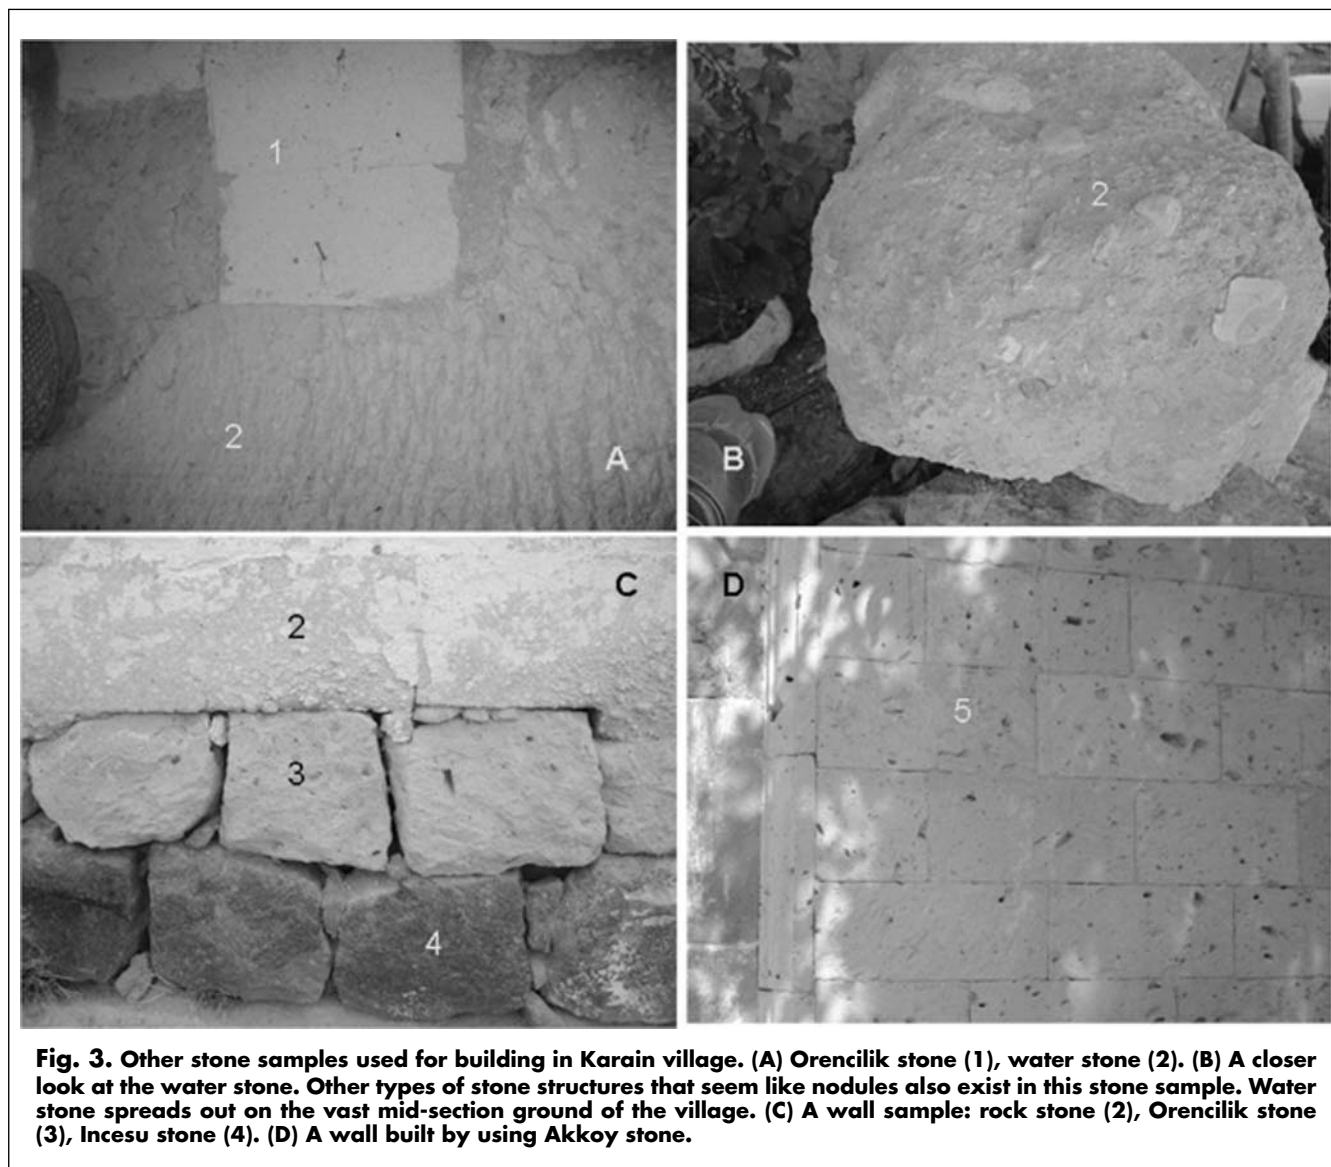 1
2
A
2
B
2
C
3
4
D
5
Fig. 3. Other stone samples used for building in Karain village. (A) Orencilik stone (1), water stone (2). (B) A closer
look at the water stone. Other types of stone structures that seem like nodules also exist in this stone sample. Water
stone spreads out on the vast mid-section ground of the village. (C) A wall sample: rock stone (2), Orencilik stone
(3), Incesu stone (4). (D) A wall built by using Akkoy stone.